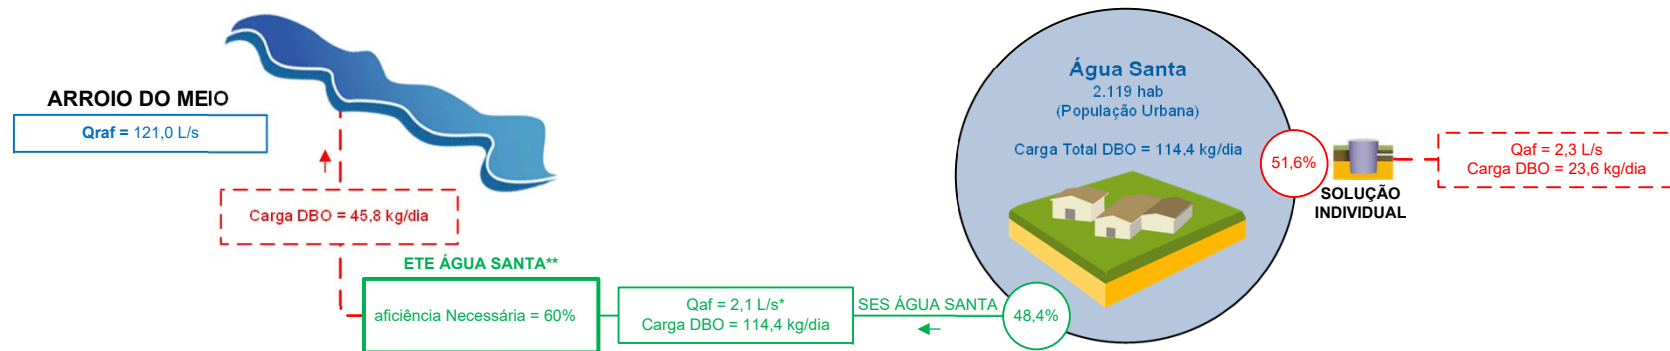 ARROIO DO MEIO
Qraf = 121,0 L/s
Carga DBO = 45,8 kg/dia
ETE ÁGUA SANTA**
aficiência Necessária = 60%
Qaf = 2,1 L/s*
Carga DBO = 114,4 kg/dia
SES ÁGUA SANTA
48,4%
Água Santa
2.119 hab
(População Urbana)
Carga Total DBO = 114,4 kg/dia
51,6%
SOLUÇÃO
INDIVIDUAL
Qaf = 2,3 L/s
Carga DBO = 23,6 kg/dia